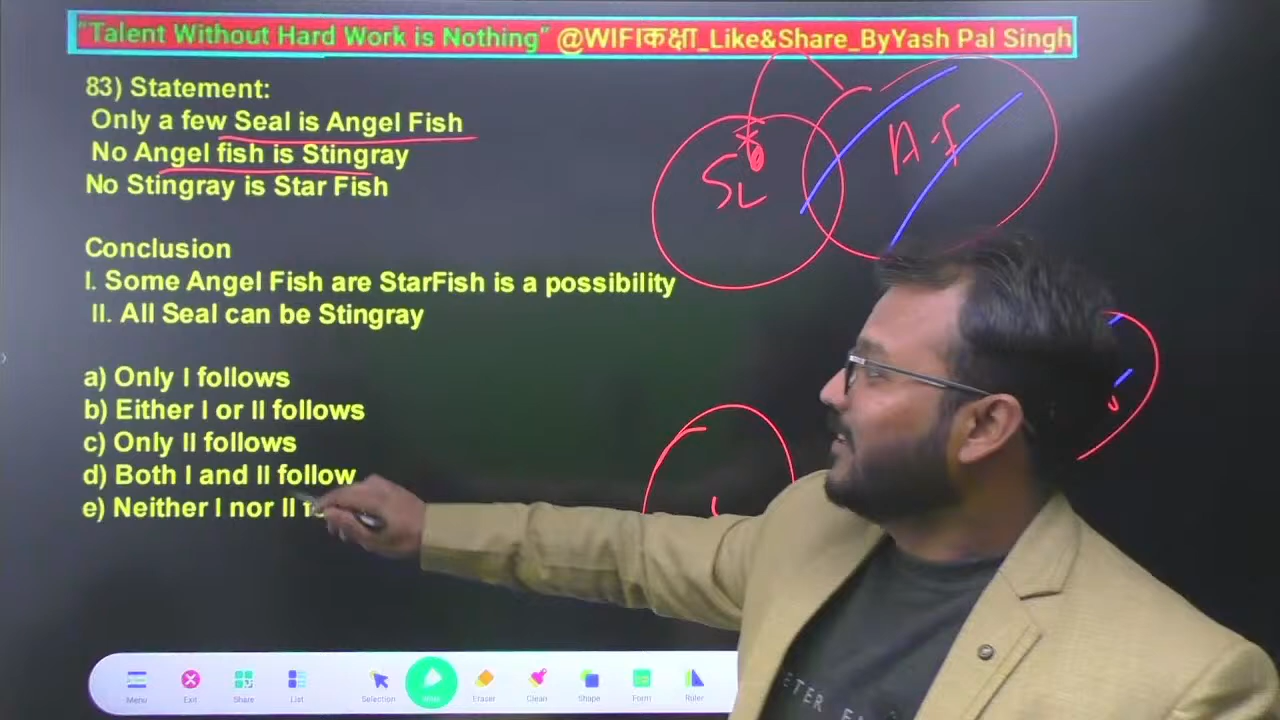 "Talent Without Hard Work is Nothing" @WIFIकक्षा_Like&Share_ByYash Pal Singh
83) Statement:
Only a few Seal is Angel Fish
No Angel fish is Stingray
No Stingray is Star Fish
Conclusion
I. Some Angel Fish are StarFish is a possibility
II. All Seal can be Stingray
a) Only I follows
b) Either I or II follows
c) Only II follows
d) Both I and II follow
e) Neither I nor II
SL
A-f
Menu
Exit
Share
List
Selection
Eraser
Clean
Shape
Form
Ruler